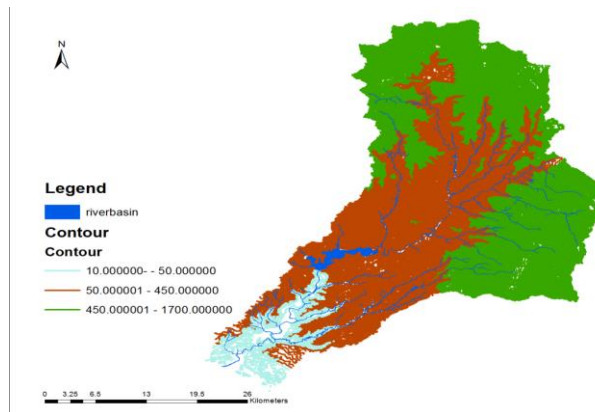 N
Legend
riverbasin
Contour
Contour
10.000000- - 50.000000
50.000001 - 450.000000
450.000001 - 1700.000000
0 3.25 6.5 13 19.5 26
Kilometers